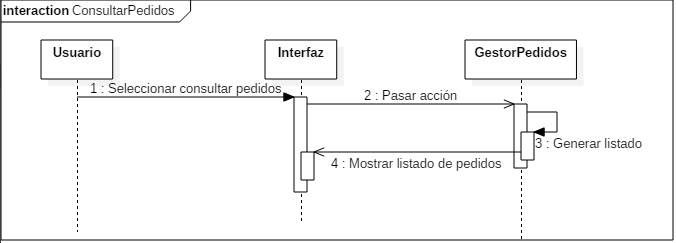 interaction ConsultarPedidos
Usuario
Interfaz
GestorPedidos
1 : Seleccionar consultar pedidos
2 : Pasar acción
3 : Generar listado
4 : Mostrar listado de pedidos